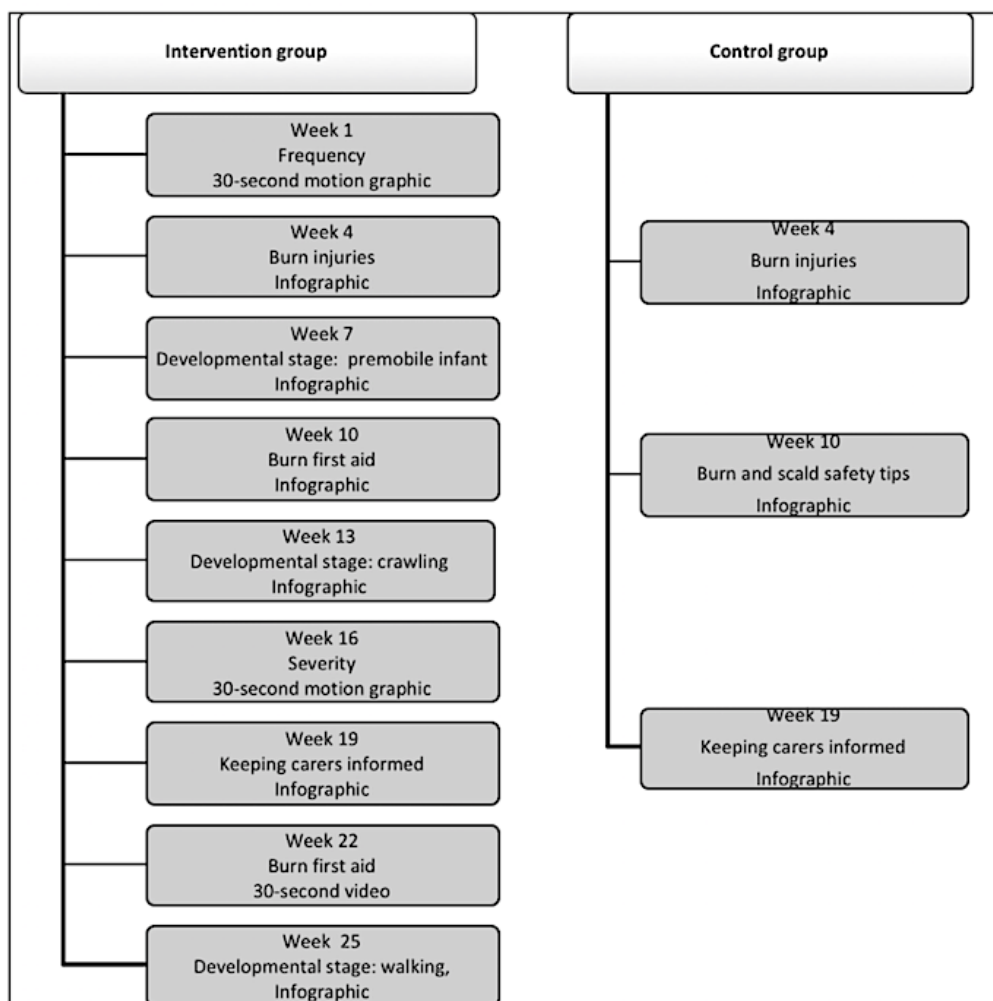 Intervention group
Week 1
Frequency
30-second motion graphic
Week 4
Burn injuries
Infographic
Week 7
Developmental stage:  premobile infant
Infographic
Week 10
Burn first aid
Infographic
Week 13
Developmental stage: crawling
Infographic
Week 16
Severity
30-second motion graphic
Week 19
Keeping carers informed
Infographic
Week 22
Burn first aid
30-second video
Week  25
Developmental stage: walking,
Infographic
Control group
Week 4
Burn injuries
Infographic
Week 10
Burn and scald safety tips
Infographic
Week 19
Keeping carers informed
Infographic